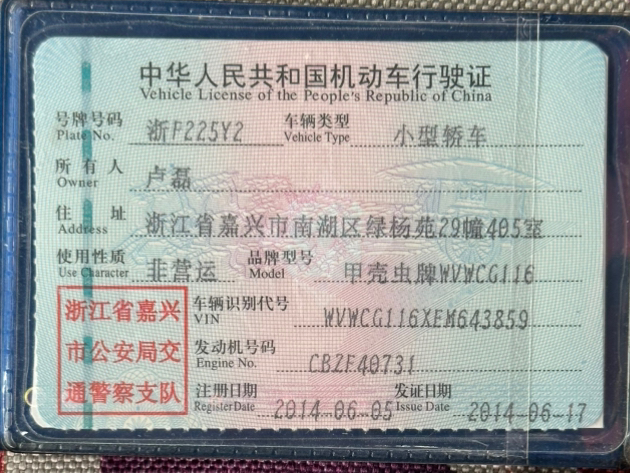 中华人民共和国机动车行驶证
Vehicle License of the People's Republic of China
号牌号码 浙F225Y2 车辆类型 小型轿车
Plate No. Vehicle Type
所有人 卢磊
Owner
住址 浙江省嘉兴市南湖区绿杨苑29幢405室
Address
使用性质 非营运 品牌型号 甲壳虫牌WVWCG116
Use Character Model
浙江省嘉兴
市公安局交
通警察支队
车辆识别代号 WVWCG116XEM643859
VIN
发动机号码 CBZF40731
Engine No.
注册日期 2014-06-05 发证日期 2014-06-17
Register Date Issue Date